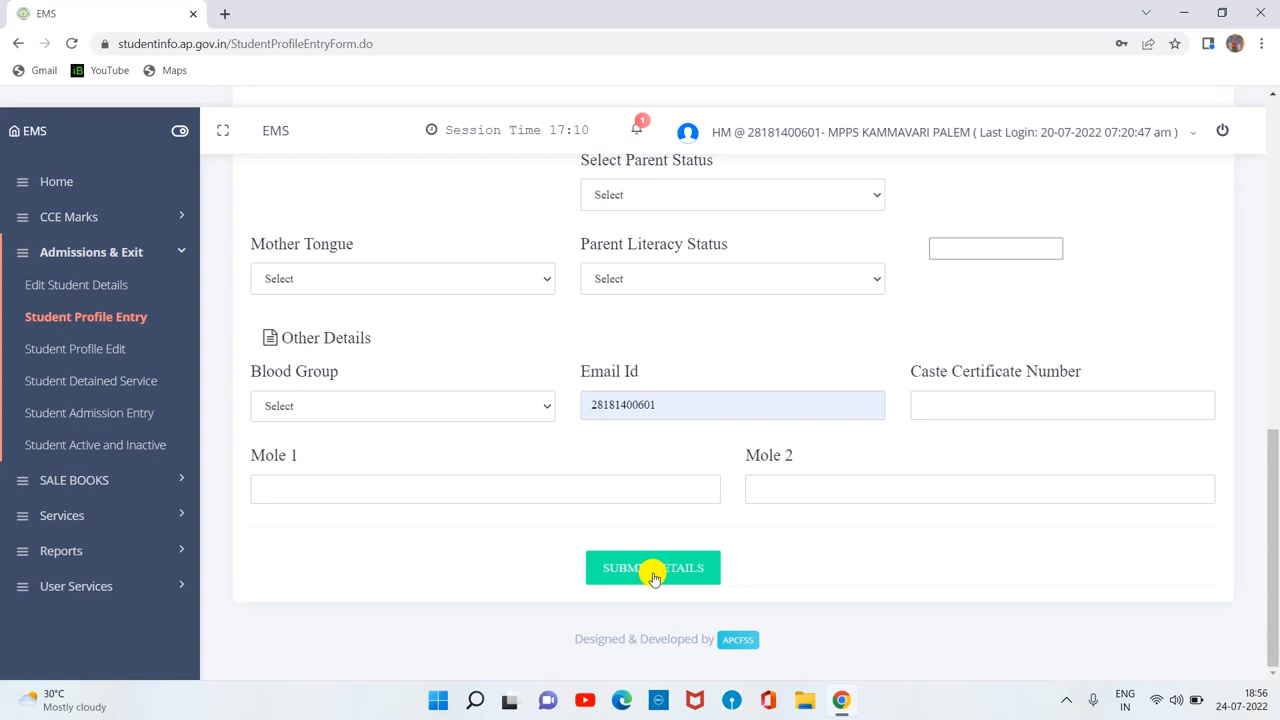 EMS
studentinfo.ap.gov.in/StudentProfileEntryForm.do
Gmail YouTube Maps
EMS
EMS
Session Time 17:10
1
HM @ 28181400601- MPPS KAMMAVARI PALEM ( Last Login: 20-07-2022 07:20:47 am )
Home
CCE Marks
Admissions & Exit
Edit Student Details
Student Profile Entry
Student Profile Edit
Student Detained Service
Student Admission Entry
Student Active and Inactive
SALE BOOKS
Services
Reports
User Services
Select Parent Status
Select
Mother Tongue
Parent Literacy Status
Select
Select
Other Details
Blood Group
Email Id
Caste Certificate Number
Select
28181400601
Mole 1
Mole 2
Designed & Developed by APCFSS
30°C
Mostly cloudy
ENG
IN
18:56
24-07-2022